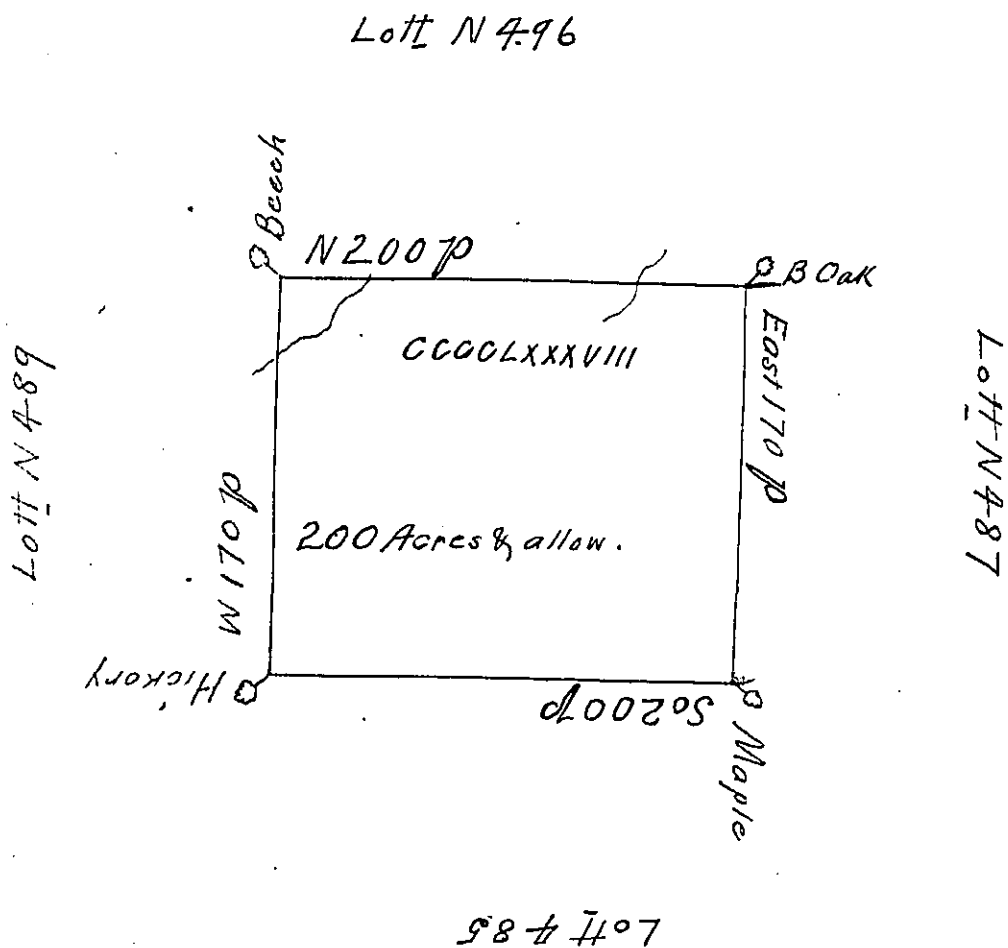 Lott N 496
Beech
N 200 p
B Oak
CCCCLXXXVIII
East 170 p
Lott N 489
Lott N 487
W 170 p
200 Acres & allow.
Hickory
So 200 p
Maple
Lott 485